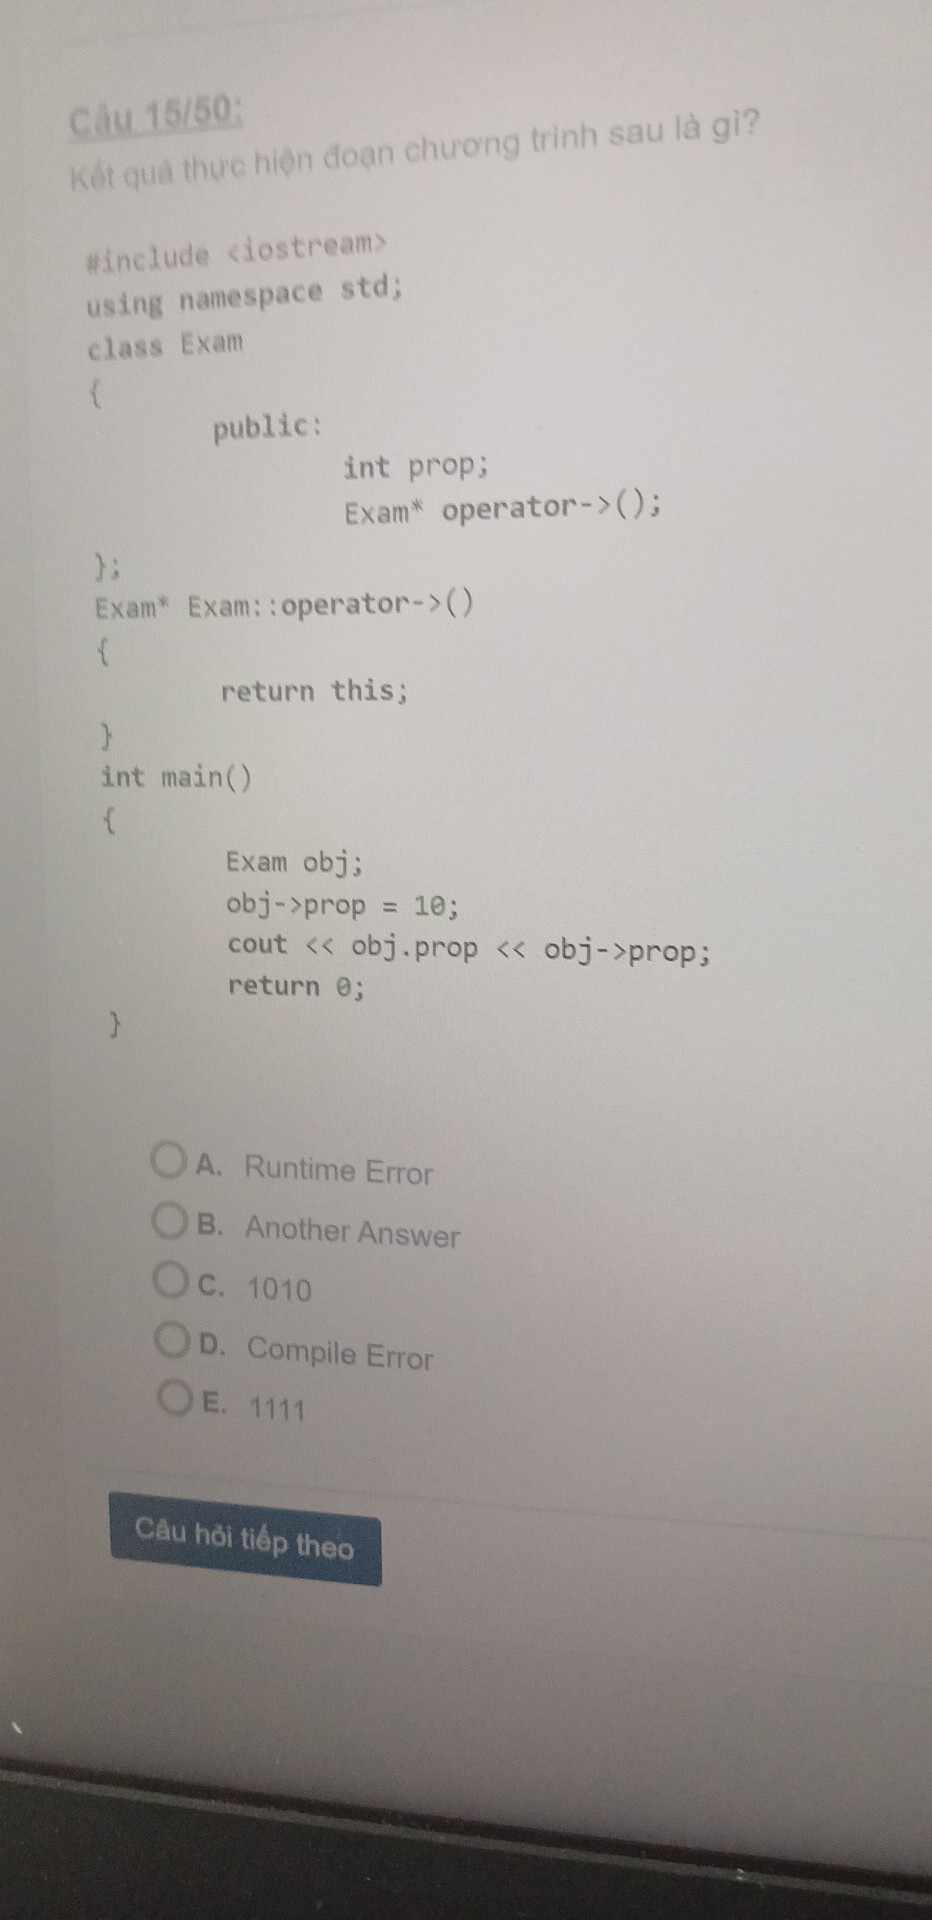 Câu 15/50:
Kết quả thực hiện đoạn chương trình sau là gì?
#include <iostream>
using namespace std;
class Exam
{
public:
int prop;
Exam* operator->();
};
Exam* Exam::operator->()
{
return this;
}
int main()
{
Exam obj;
obj->prop = 10;
cout << obj.prop << obj->prop;
return 0;
}
A. Runtime Error
B. Another Answer
C. 1010
D. Compile Error
E. 1111
Câu hỏi tiếp theo